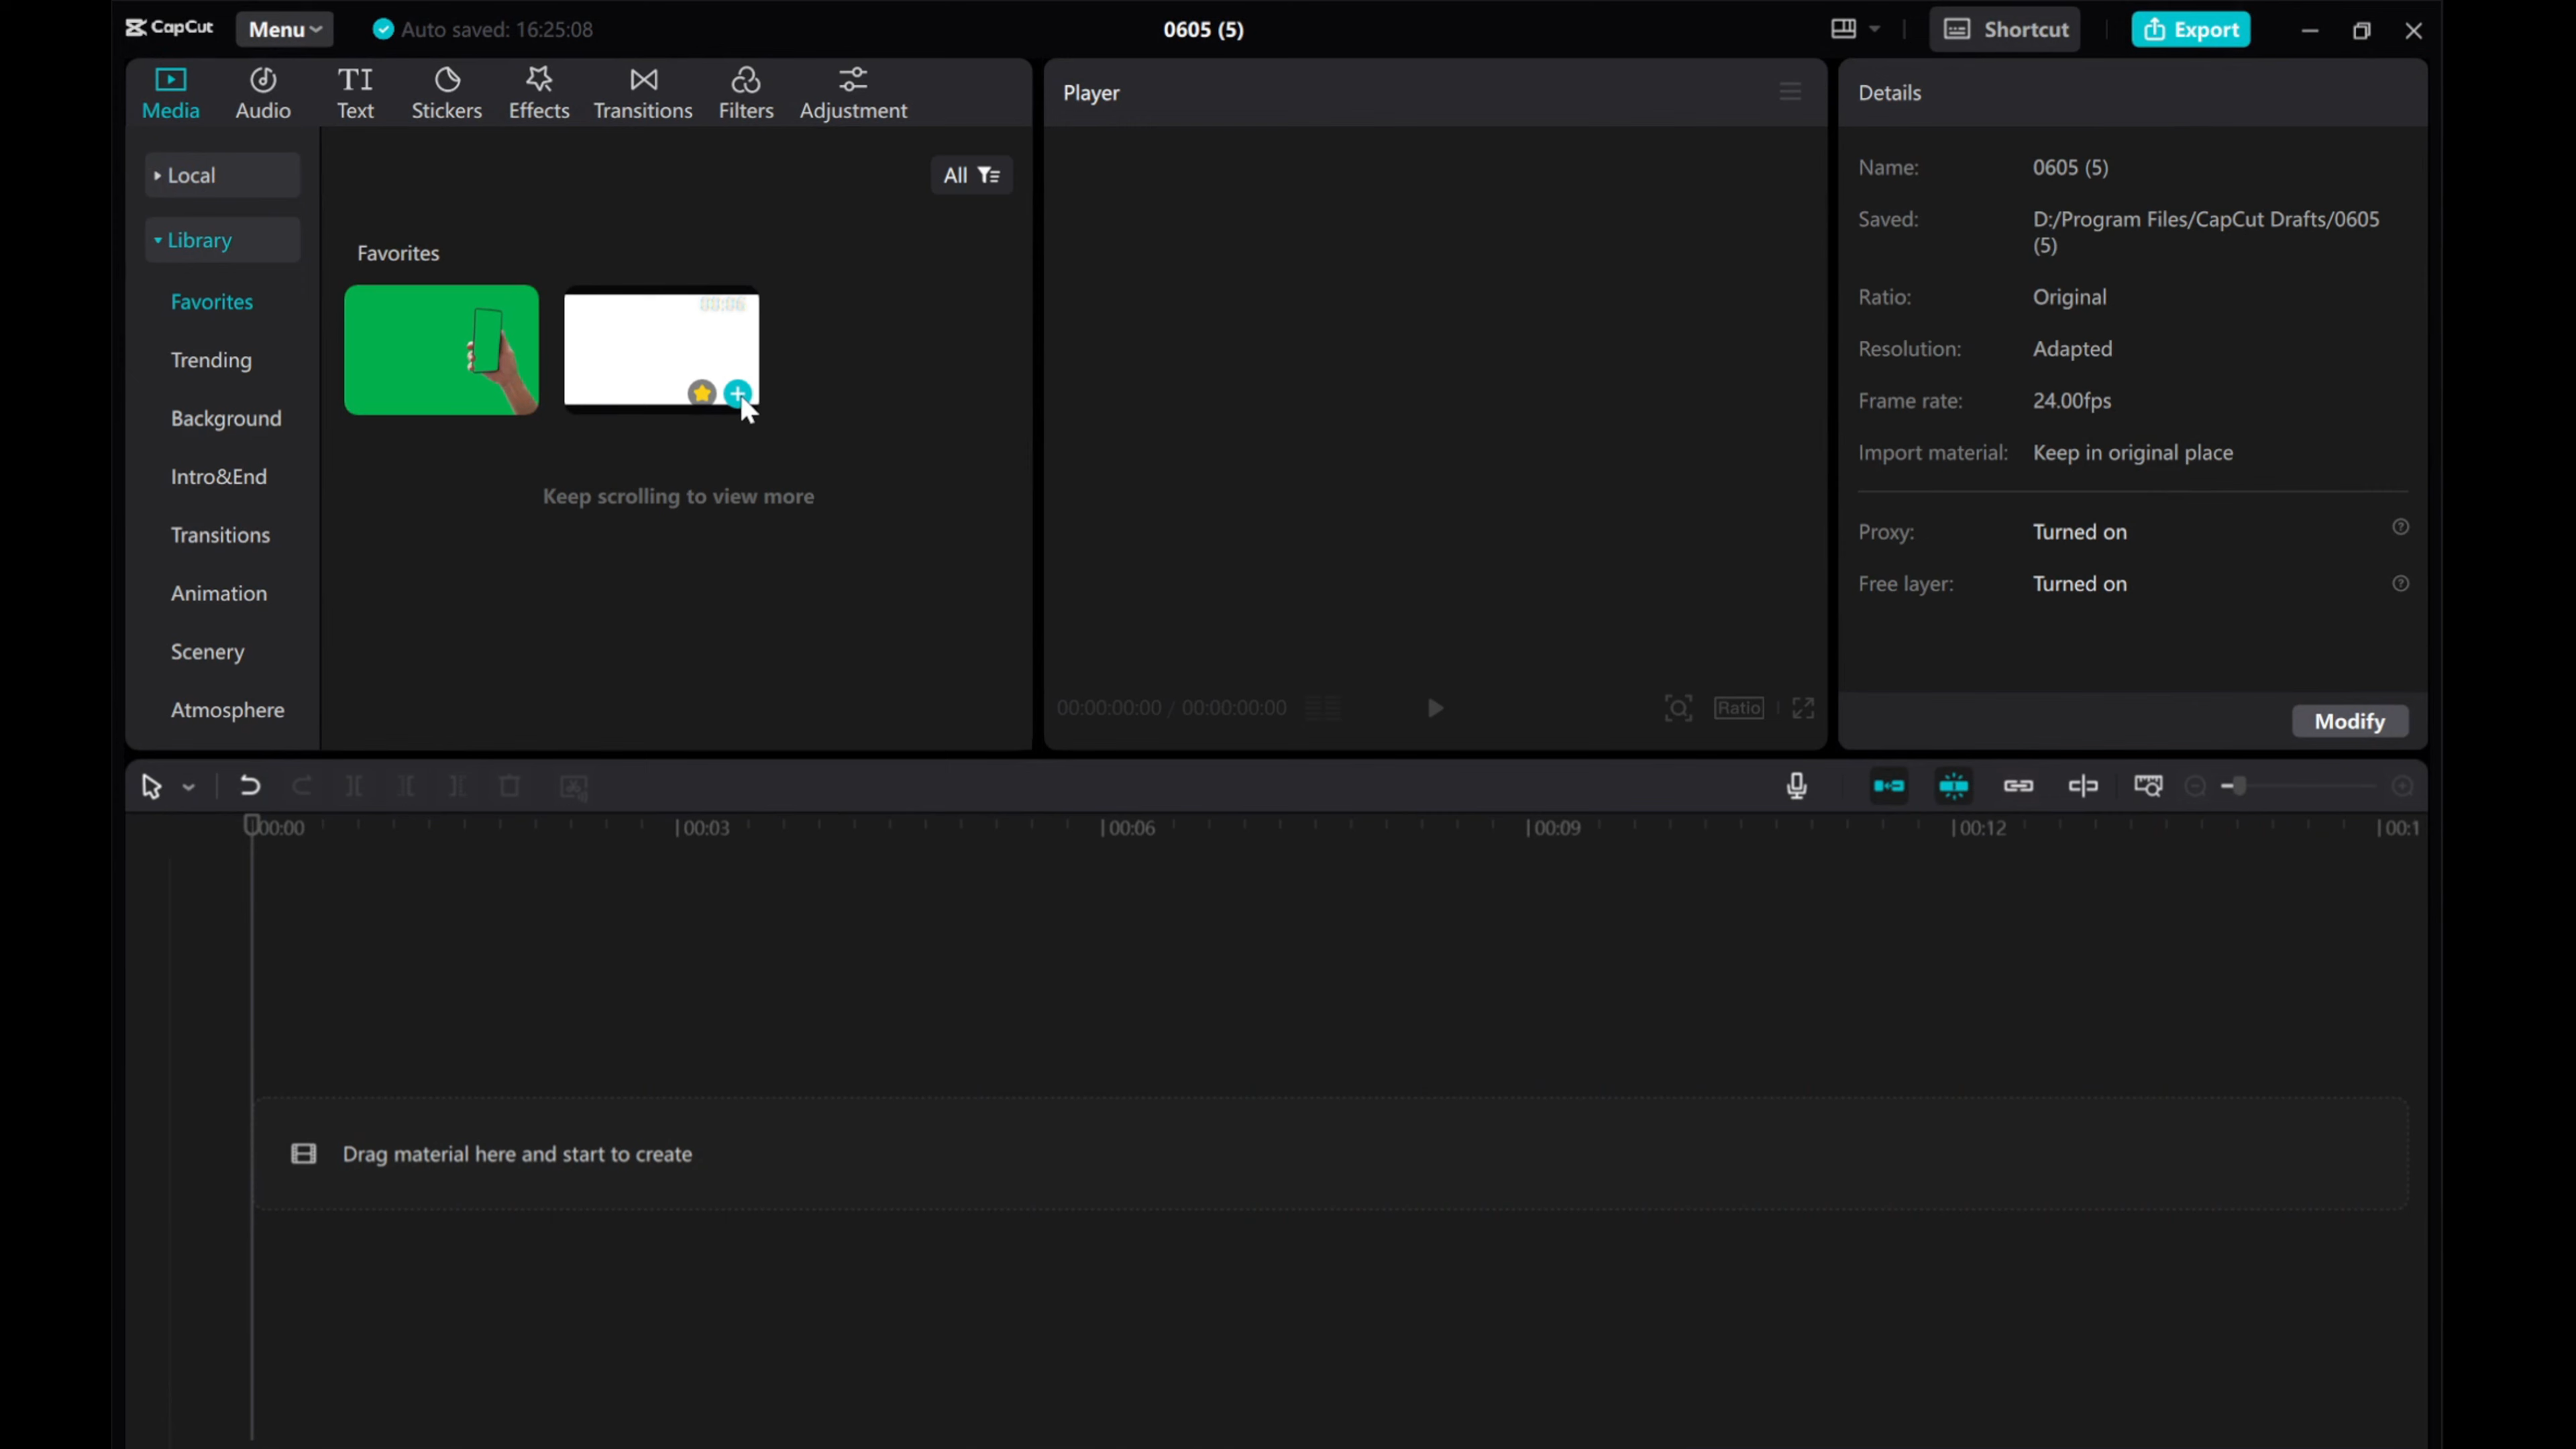 CapCut
Menu
Auto saved: 16:25:08
0605 (5)
Shortcut
Export
Media
Audio
TI
Text
Stickers
Effects
Transitions
Filters
Adjustment
Local
Library
Favorites
Trending
Background
Intro&End
Transitions
Animation
Scenery
Atmosphere
All
Favorites
00:06
Keep scrolling to view more
Player
00:00:00:00 / 00:00:00:00
Ratio
Details
Name: 0605 (5)
Saved: D:/Program Files/CapCut Drafts/0605
(5)
Ratio: Original
Resolution: Adapted
Frame rate: 24.00fps
Import material: Keep in original place
Proxy: Turned on
Free layer: Turned on
Modify
00:00
00:03
00:06
00:09
00:12
00:1
Drag material here and start to create